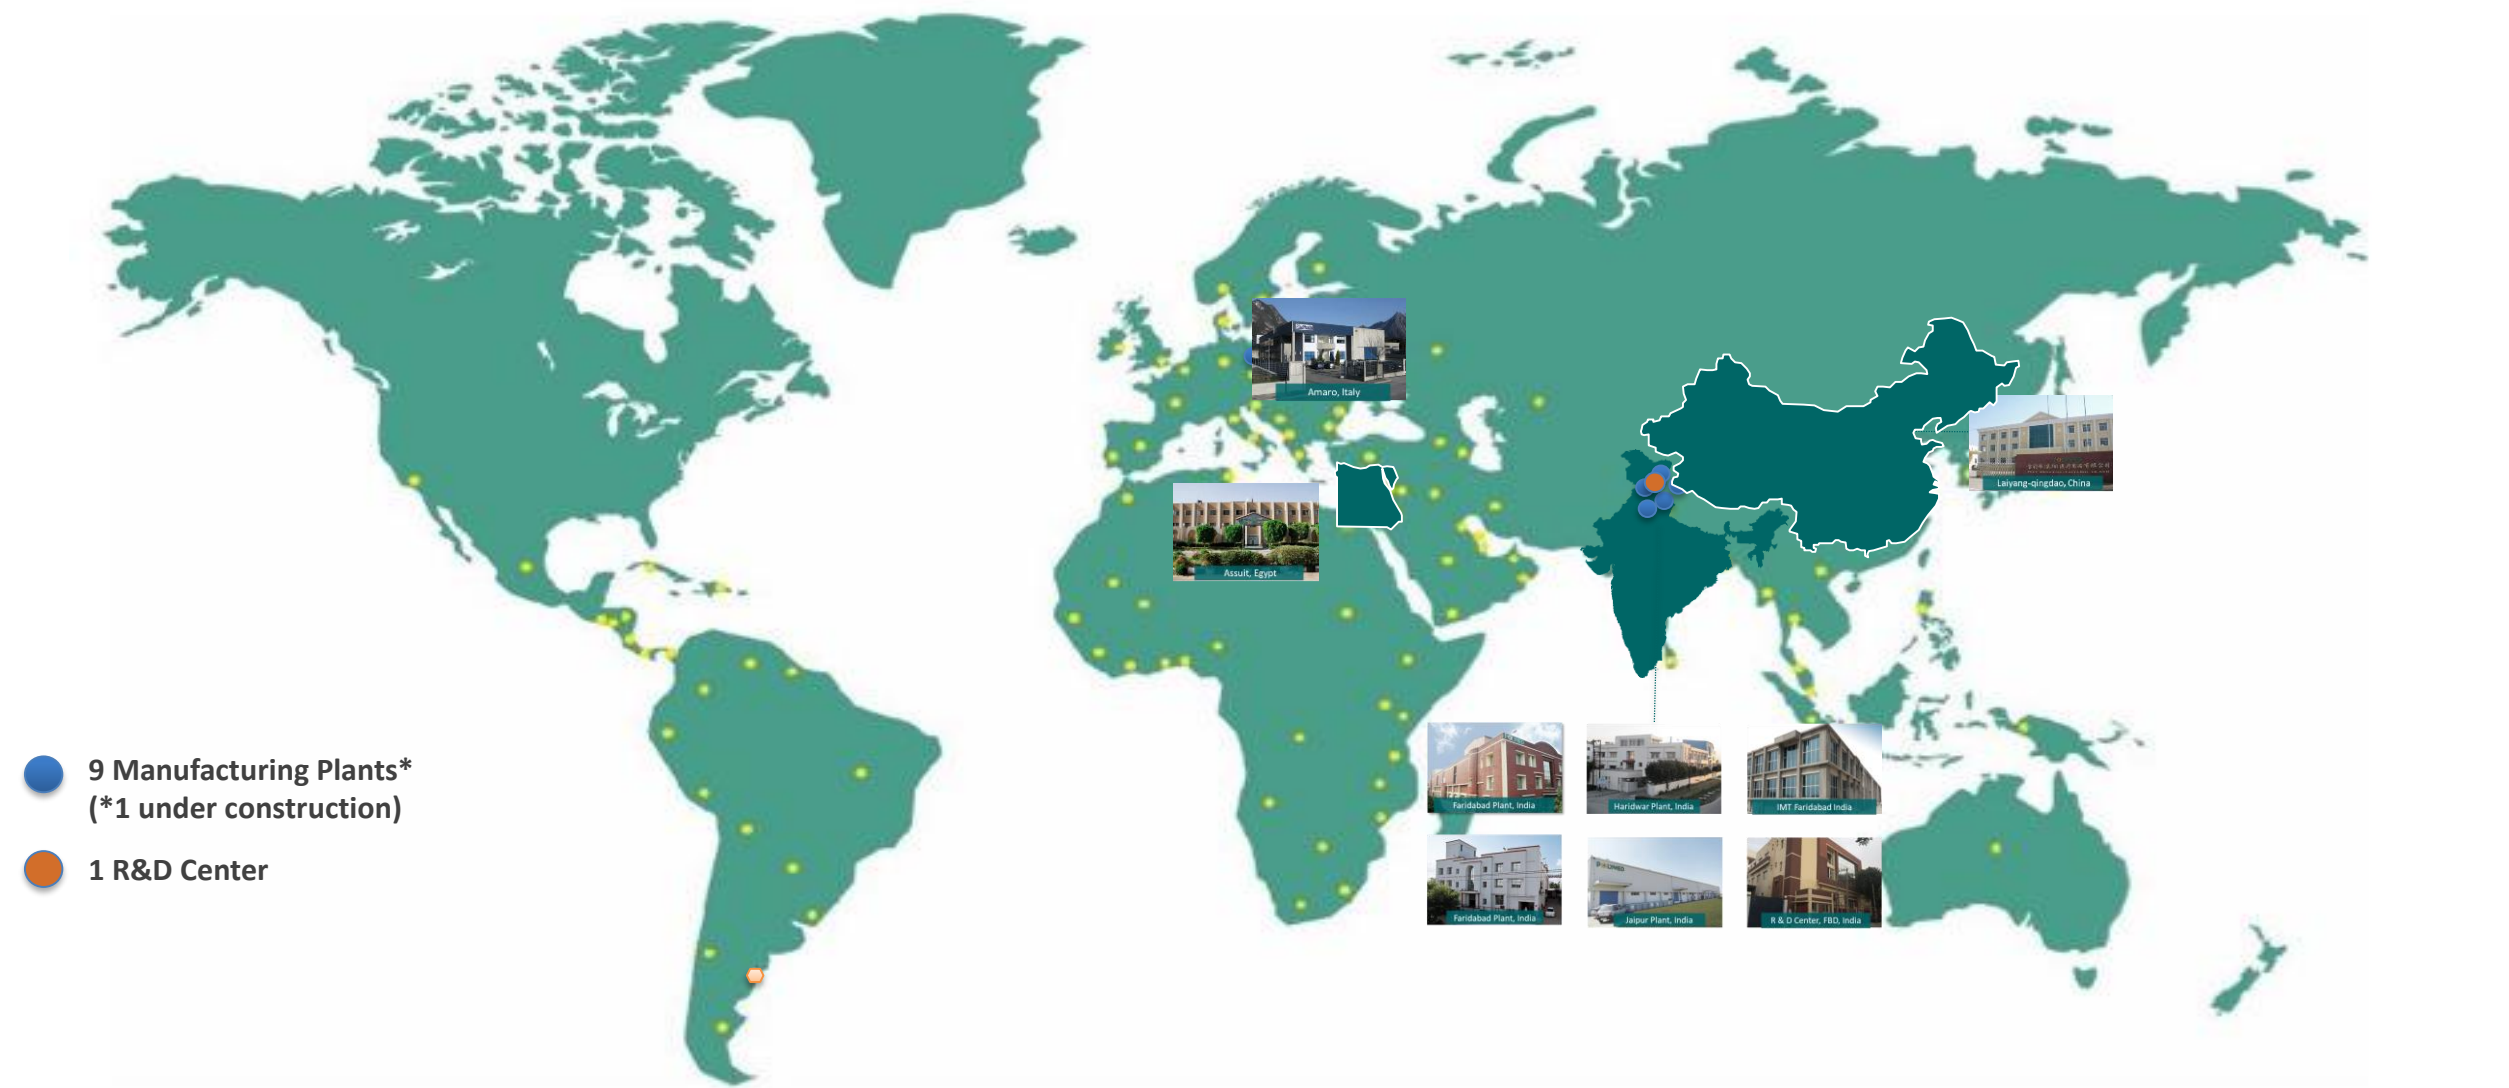 Amaro, Italy
Laiyang-qingdao, China
Assuit, Egypt
9 Manufacturing Plants*
(*1 under construction)
1 R&D Center
Faridabad Plant, India
Haridwar Plant, India
IMT Faridabad India
Faridabad Plant, India
Jaipur Plant, India
R & D Center, FBD, India